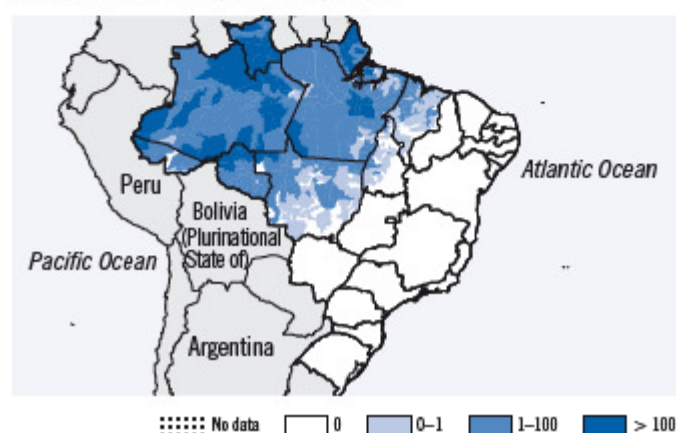 Atlantic Ocean
Peru
Bolivia
(Plurinational
State of)
Pacific Ocean
Argentina
No data 0 0–1 1–100 > 100